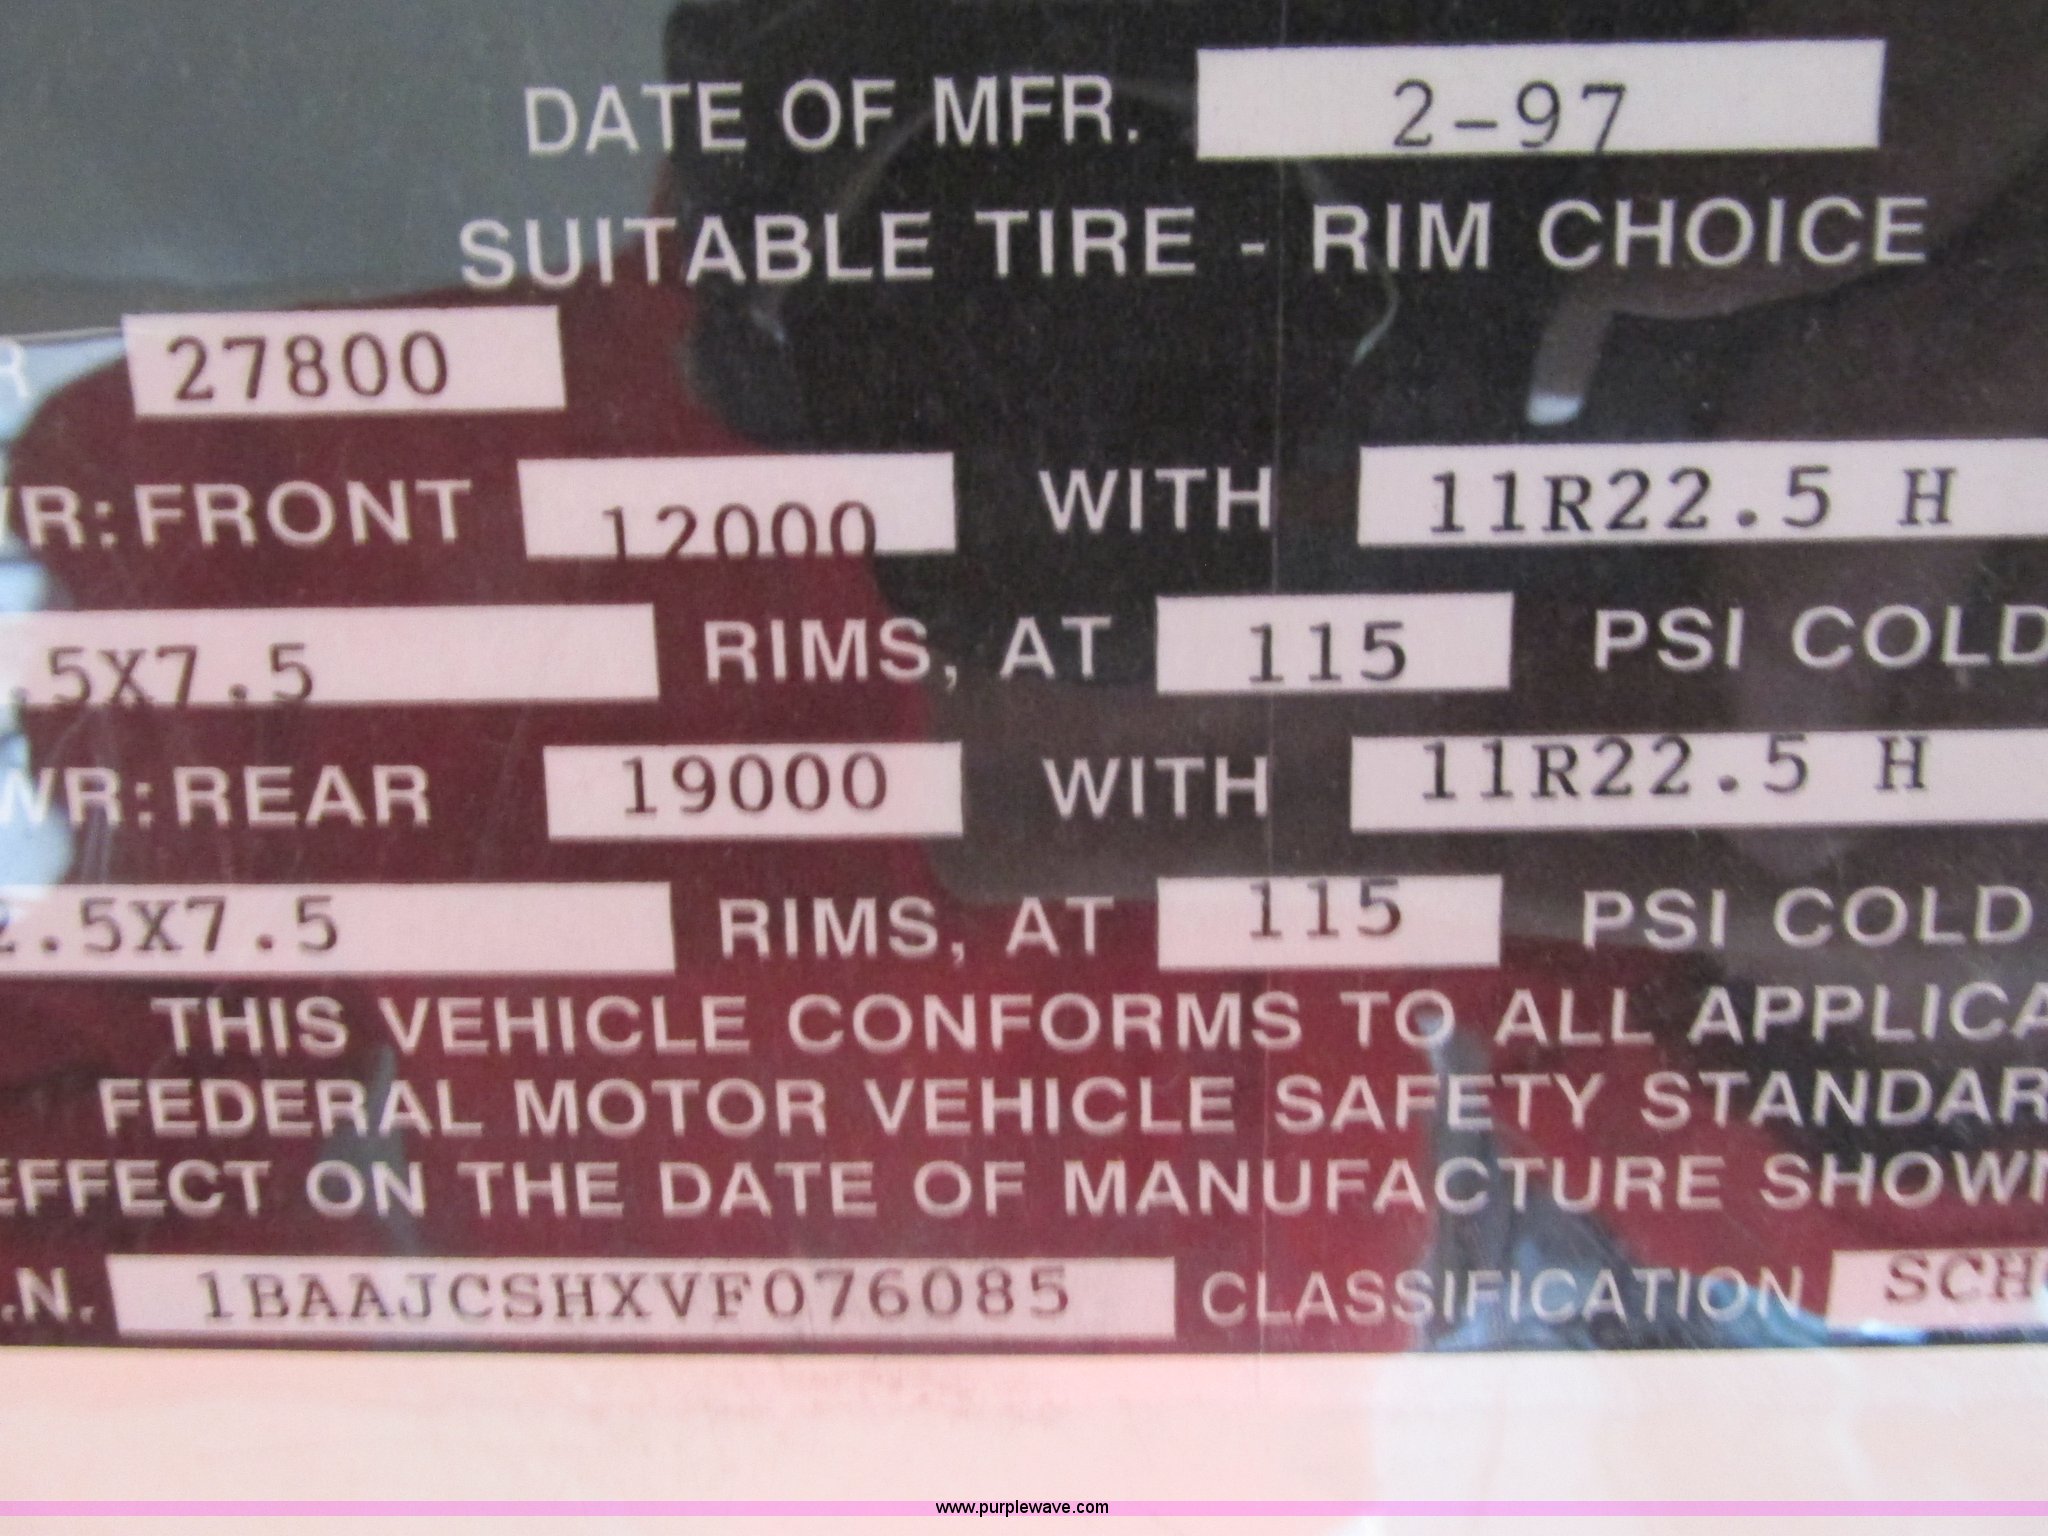 DATE OF MFR. 2-97
SUITABLE TIRE - RIM CHOICE
R 27800
WR:FRONT 12000 WITH 11R22.5 H
.5X7.5 RIMS, AT 115 PSI COLD
WR:REAR 19000 WITH 11R22.5 H
2.5X7.5 RIMS, AT 115 PSI COLD
THIS VEHICLE CONFORMS TO ALL APPLICA
FEDERAL MOTOR VEHICLE SAFETY STANDAR
EFFECT ON THE DATE OF MANUFACTURE SHOWN
.N. 1BAAJCSHXVF076085 CLASSIFICATION SCH
www.purplewave.com